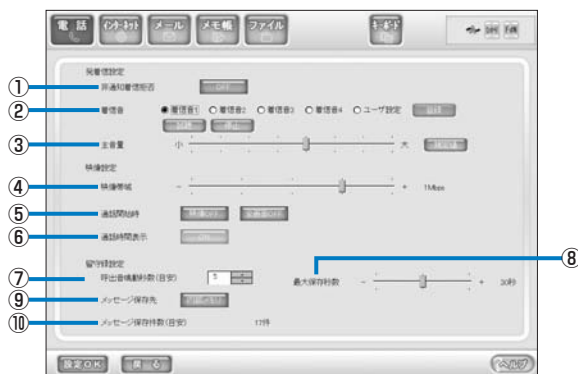 電話 インターネット メール メモ帳 ファイル キーボード
発着信設定
① 非通知着信拒否 OFF
② 着信音 着信音1 着信音2 着信音3 着信音4 ユーザ設定 登録
試聴 停止
③ 主音量 小 大
映像設定
④ 映像帯域 - + 1Mbps
⑤ 通話開始時
⑥ 通話時間表示
留守録設定
⑦ 呼出音鳴動秒数(目安) 5
⑧ 最大保存秒数 - + 30秒
⑨ メッセージ保存先
⑩ メッセージ保存件数(目安) 17件
設定OK 戻る ヘルプ